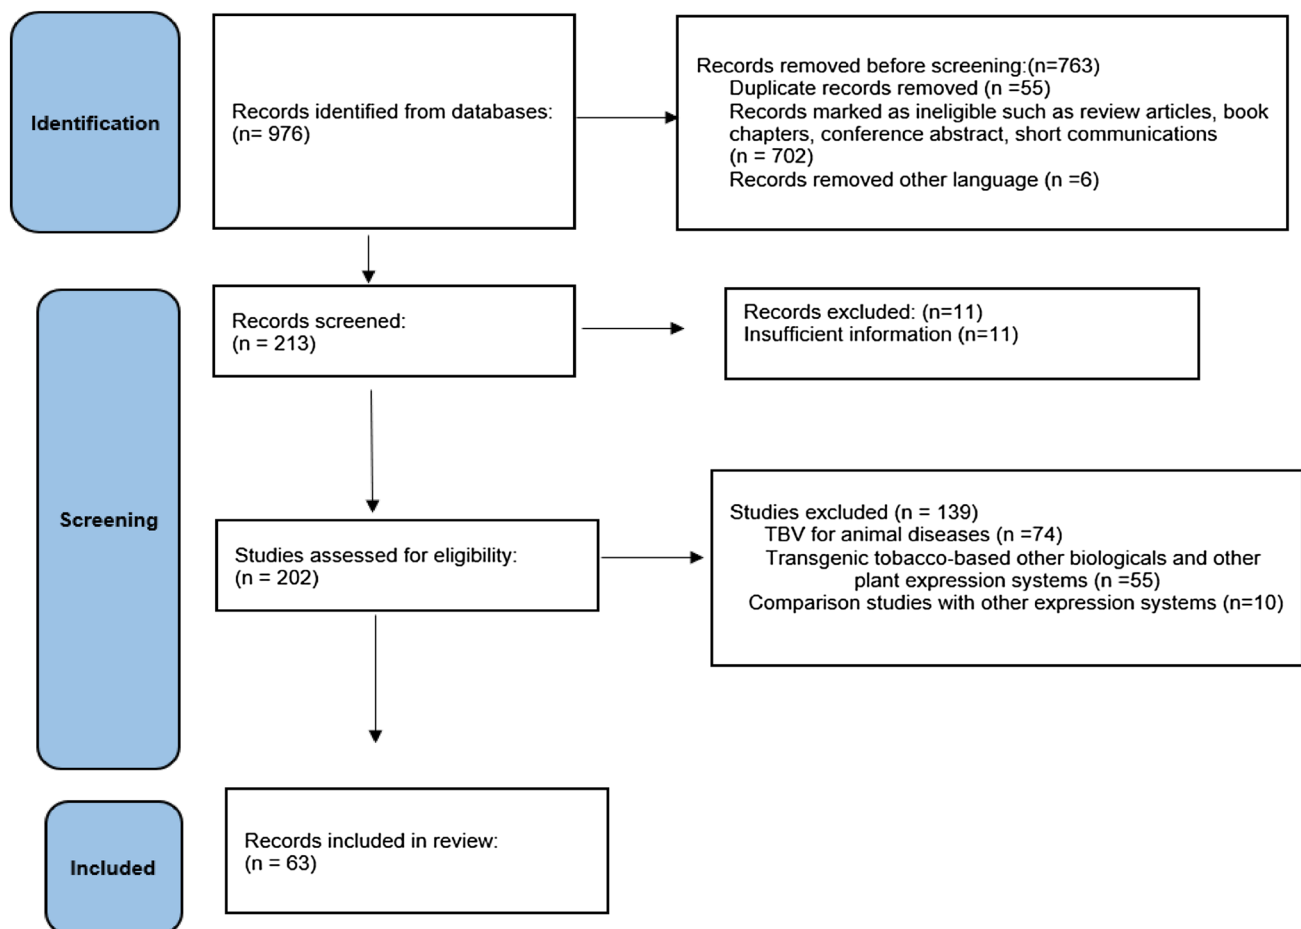 Identification
Records identified from databases:
(n= 976)
Records removed before screening:(n=763)
Duplicate records removed (n =55)
Records marked as ineligible such as review articles, book
chapters, conference abstract, short communications
(n = 702)
Records removed other language (n =6)
Screening
Records screened:
(n = 213)
Records excluded: (n=11)
Insufficient information (n=11)
Studies assessed for eligibility:
(n = 202)
Studies excluded (n = 139)
TBV for animal diseases (n =74)
Transgenic tobacco-based other biologicals and other
plant expression systems (n =55)
Comparison studies with other expression systems (n=10)
Included
Records included in review:
(n = 63)